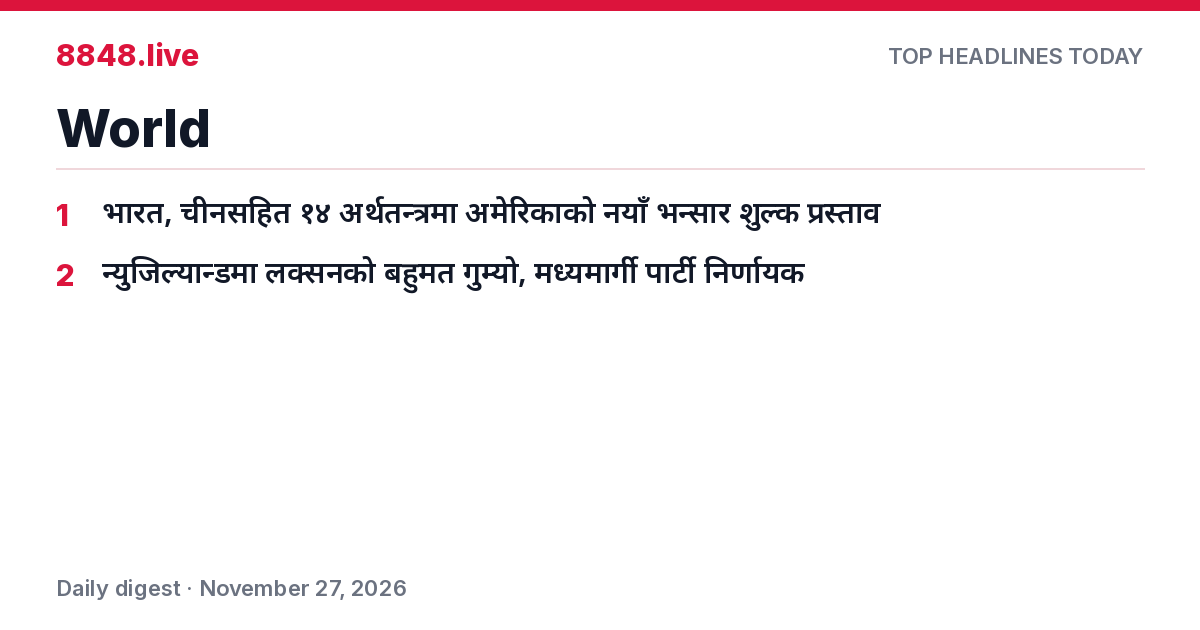 8848.live
TOP HEADLINES TODAY
World
1 भारत, चीनसहित १४ अर्थतन्त्रमा अमेरिकाको नयाँ भन्सार शुल्क प्रस्ताव
2 न्युजिल्यान्डमा लक्सनको बहुमत गुम्यो, मध्यमार्गी पार्टी निर्णायक
Daily digest · November 27, 2026